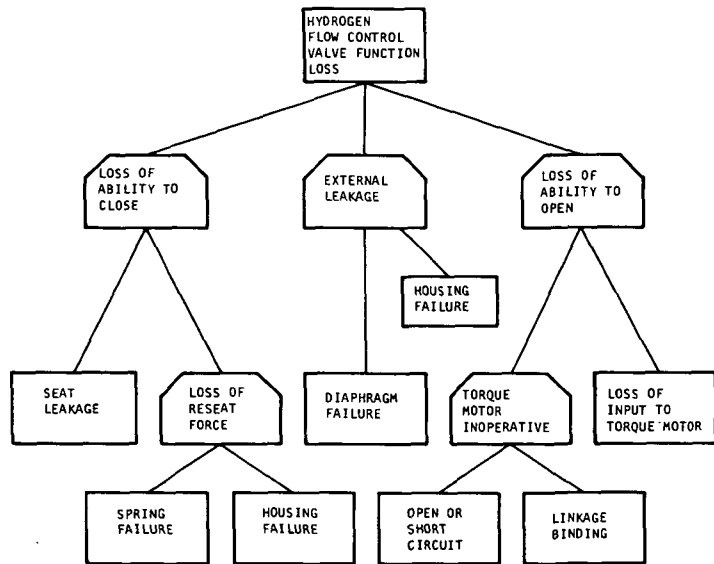 HYDROGEN
FLOW CONTROL
VALVE FUNCTION
LOSS
LOSS OF
ABILITY TO
CLOSE
EXTERNAL
LEAKAGE
LOSS OF
ABILITY TO
OPEN
HOUSING
FAILURE
SEAT
LEAKAGE
LOSS OF
RESEAT
FORCE
DIAPHRAGM
FAILURE
TORQUE
MOTOR
INOPERATIVE
LOSS OF
INPUT TO
TORQUE MOTOR
SPRING
FAILURE
HOUSING
FAILURE
OPEN OR
SHORT
CIRCUIT
LINKAGE
BINDING